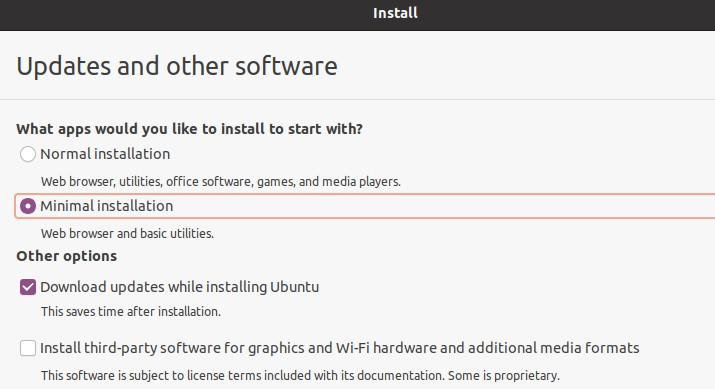 Install
Updates and other software
What apps would you like to install to start with?
Normal installation
Web browser, utilities, office software, games, and media players.
Minimal installation
Web browser and basic utilities.
Other options
Download updates while installing Ubuntu
This saves time after installation.
Install third-party software for graphics and Wi-Fi hardware and additional media formats
This software is subject to license terms included with its documentation. Some is proprietary.